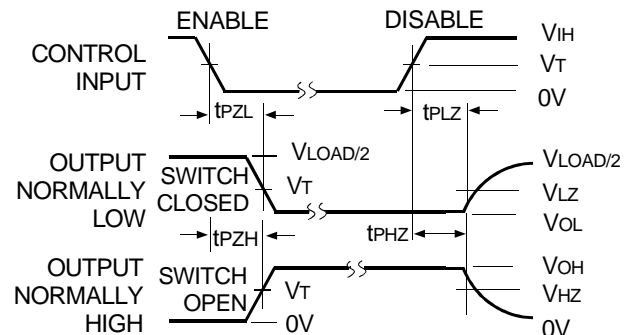 ENABLE DISABLE
CONTROL INPUT
VIH
VT
0V
tPZL tPLZ
OUTPUT NORMALLY LOW
SWITCH CLOSED
VLOAD/2
VT
VLOAD/2
VLZ
VOL
tPZH tPHZ
OUTPUT NORMALLY HIGH
SWITCH OPEN
VT
0V
VOH
VHZ
0V